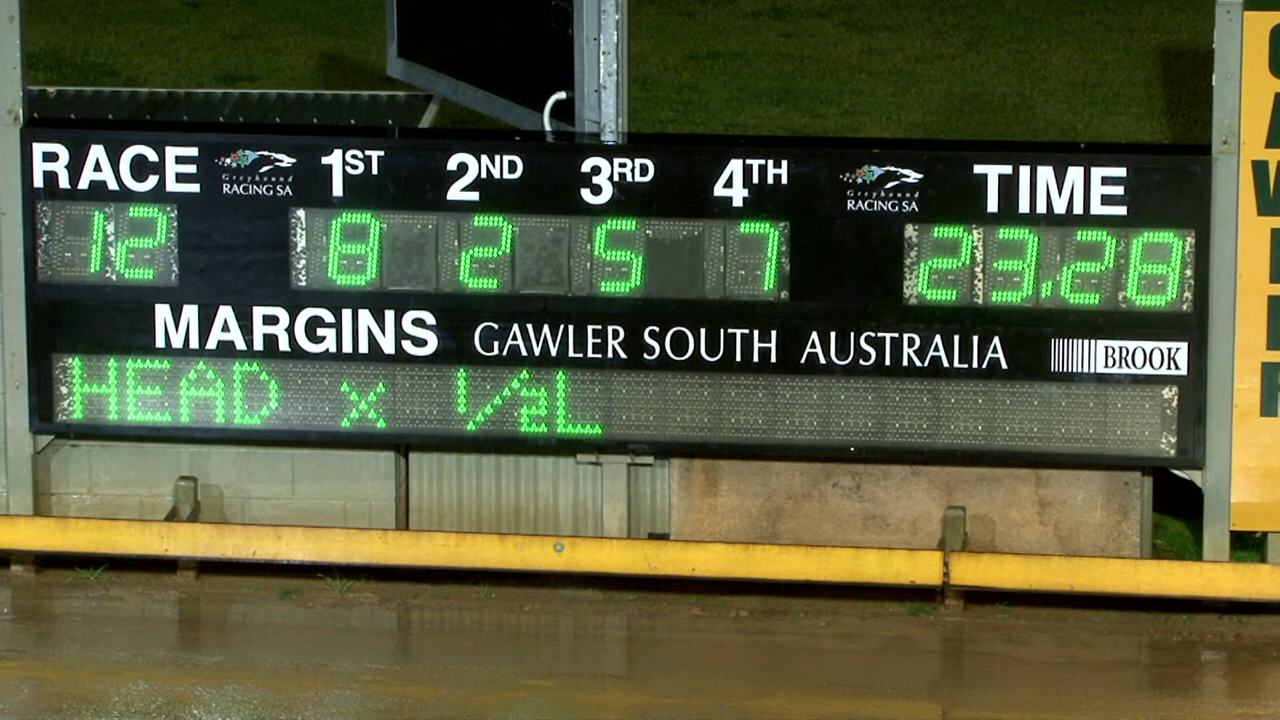 RACE Greyhound RACING SA 1ST 2ND 3RD 4TH Greyhound RACING SA TIME
12 8 2 5 7 23.28
MARGINS GAWLER SOUTH AUSTRALIA BROOK
HEAD x 1/2L